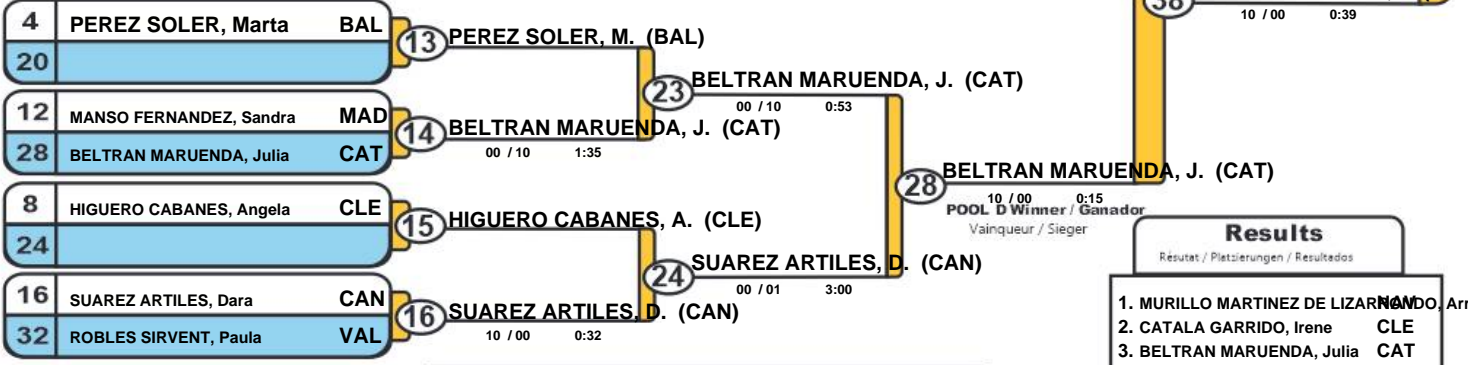 4 PEREZ SOLER, Marta BAL
20
13 PEREZ SOLER, M. (BAL)
12 MANSO FERNANDEZ, Sandra MAD
28 BELTRAN MARUENDA, Julia CAT
14 BELTRAN MARUENDA, J. (CAT)
00 / 10 1:35
23 BELTRAN MARUENDA, J. (CAT)
00 / 10 0:53
8 HIGUERO CABANES, Angela CLE
24
15 HIGUERO CABANES, A. (CLE)
16 SUAREZ ARTILES, Dara CAN
32 ROBLES SIRVENT, Paula VAL
16 SUAREZ ARTILES, D. (CAN)
10 / 00 0:32
24 SUAREZ ARTILES, D. (CAN)
00 / 01 3:00
28 BELTRAN MARUENDA, J. (CAT)
10 / 00 0:15
POOL D Winner / Ganador
Vainqueur / Sieger
38
10 / 00 0:39
Results
Résutat / Platzierungen / Resultados
1. MURILLO MARTINEZ DE LIZARRONDO, NAV
2. CATALA GARRIDO, Irene CLE
3. BELTRAN MARUENDA, Julia CAT